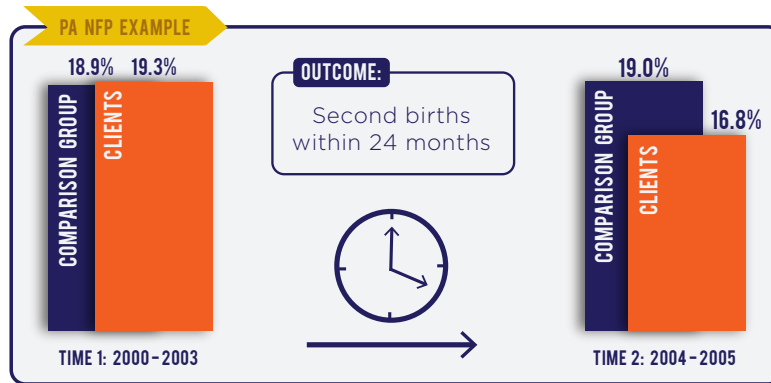 PA NFP EXAMPLE
18.9% 19.3%
COMPARISON GROUP
CLIENTS
TIME 1: 2000–2003
OUTCOME:
Second births
within 24 months
19.0%
16.8%
COMPARISON GROUP
CLIENTS
TIME 2: 2004–2005